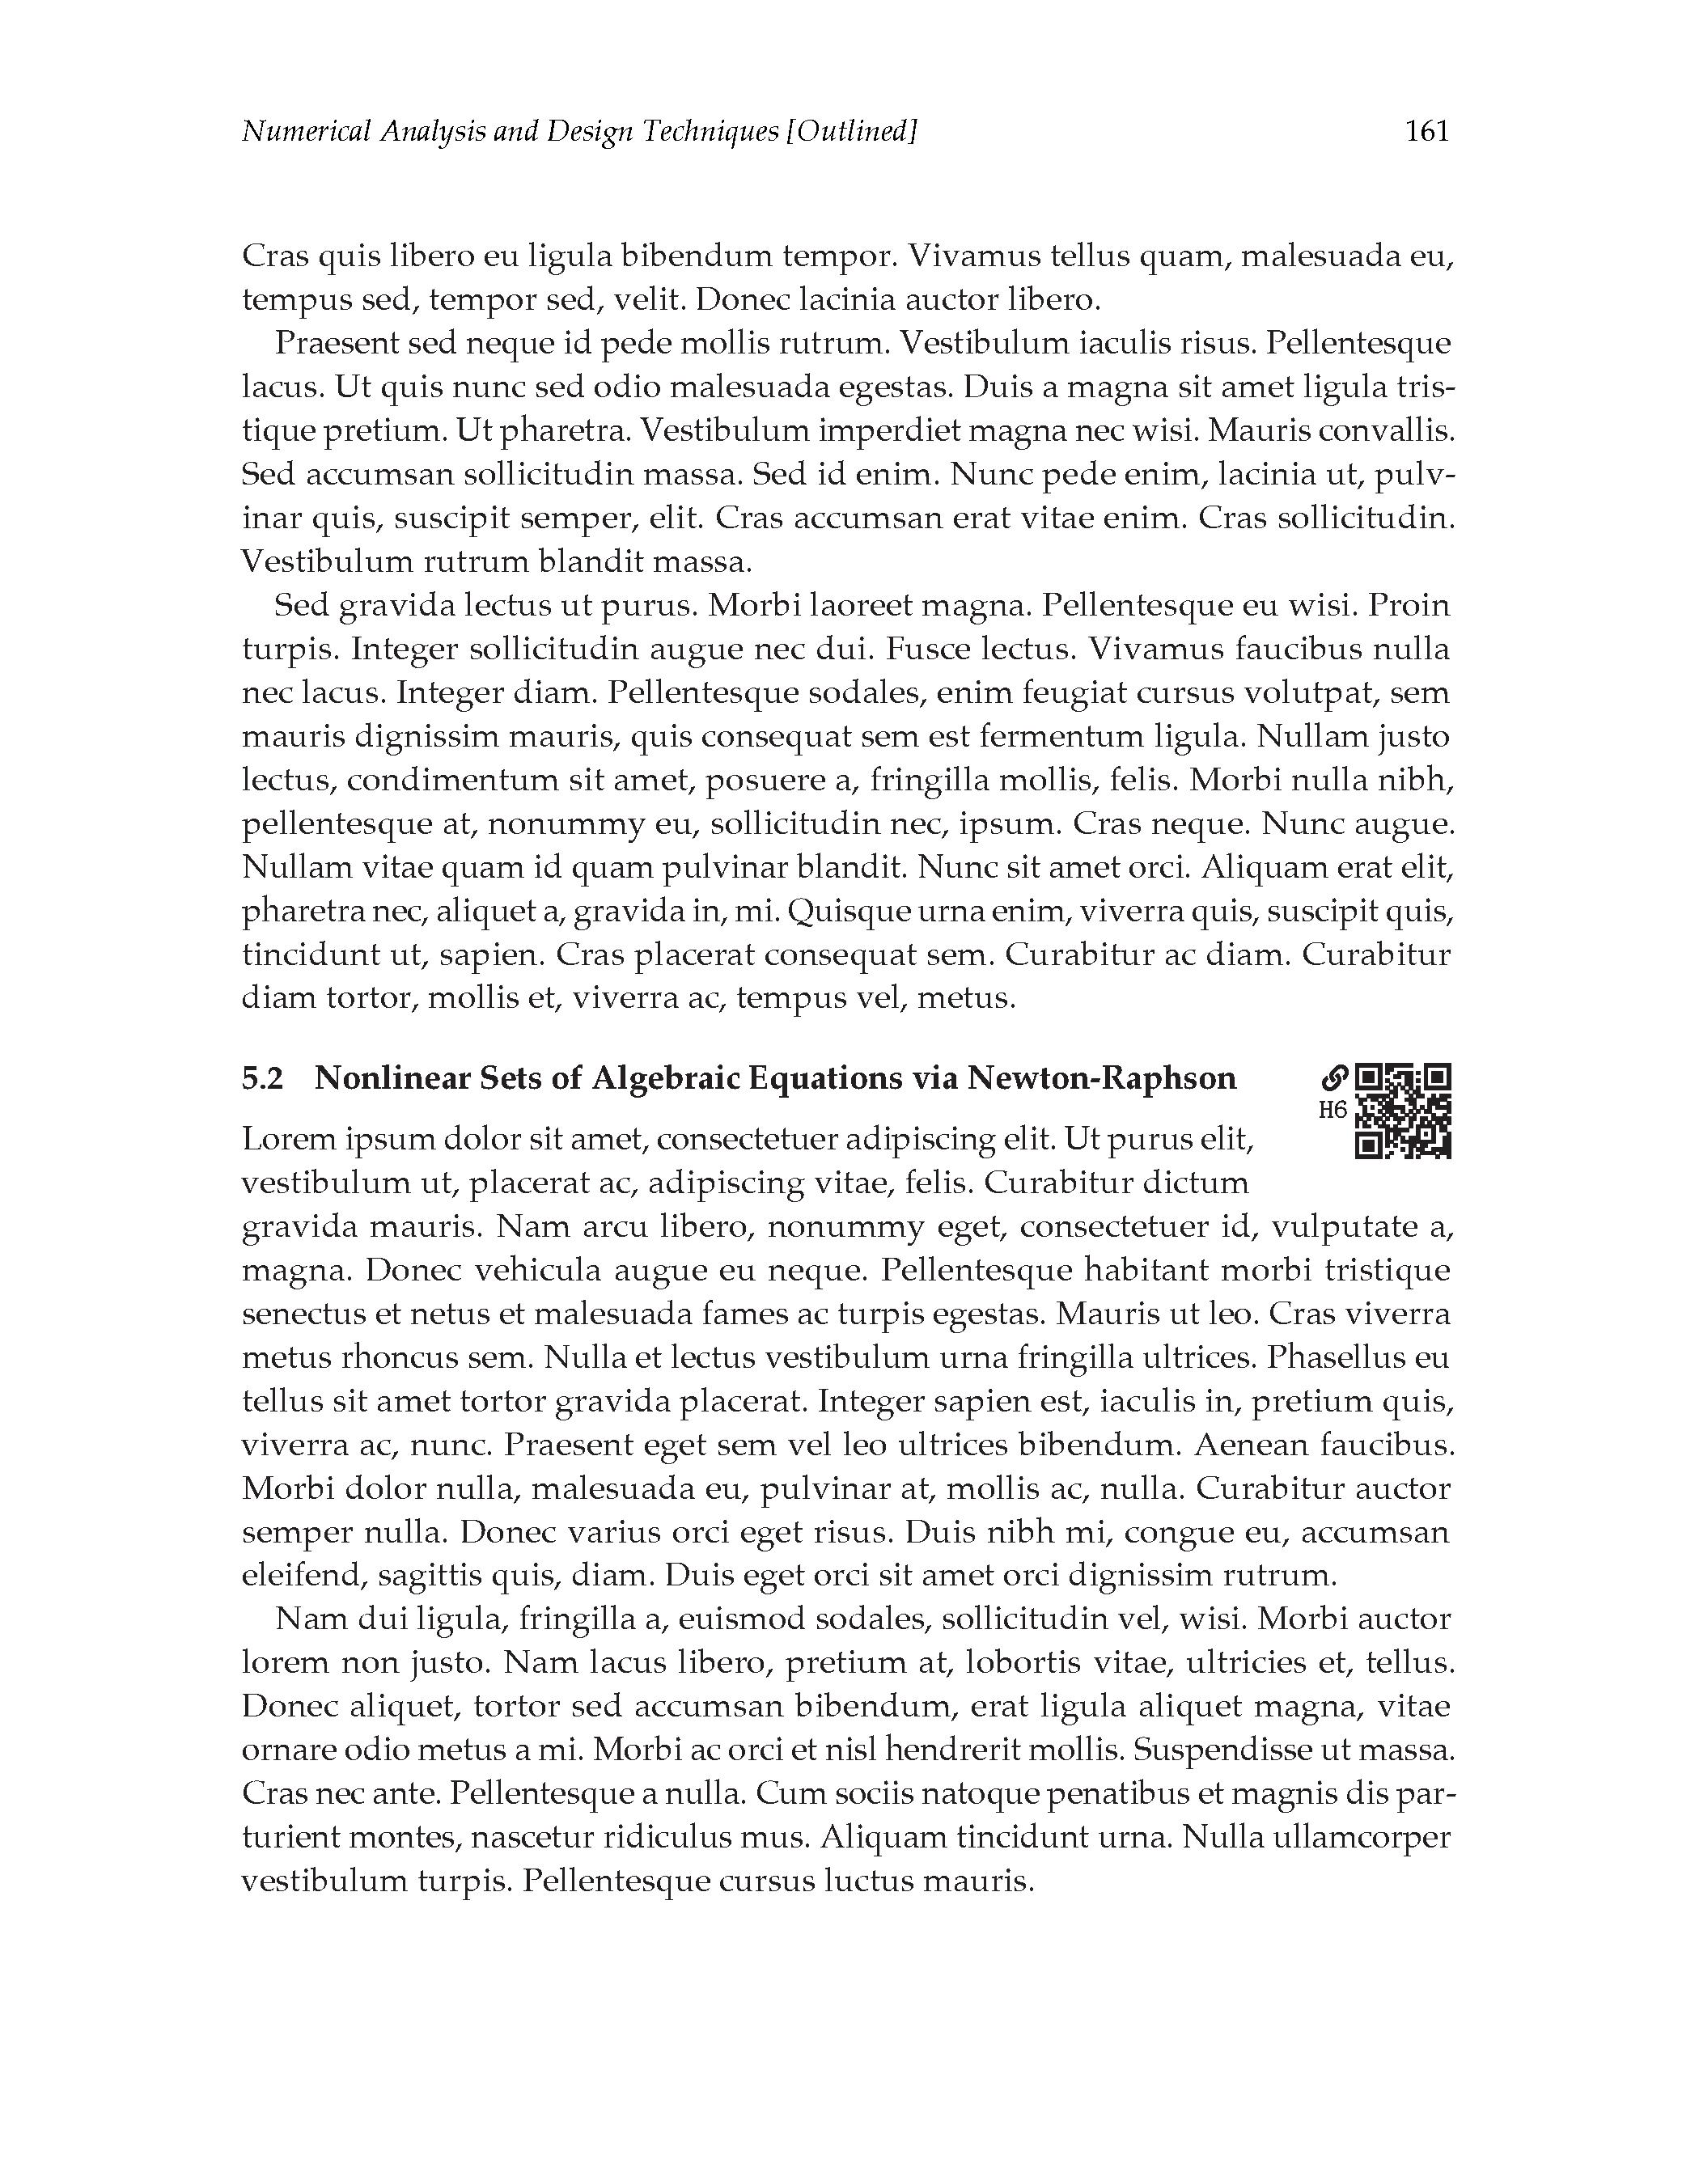 Numerical Analysis and Design Techniques [Outlined] 161
Cras quis libero eu ligula bibendum tempor. Vivamus tellus quam, malesuada eu,
tempus sed, tempor sed, velit. Donec lacinia auctor libero.
Praesent sed neque id pede mollis rutrum. Vestibulum iaculis risus. Pellentesque
lacus. Ut quis nunc sed odio malesuada egestas. Duis a magna sit amet ligula tris-
tique pretium. Ut pharetra. Vestibulum imperdiet magna nec wisi. Mauris convallis.
Sed accumsan sollicitudin massa. Sed id enim. Nunc pede enim, lacinia ut, pulv-
inar quis, suscipit semper, elit. Cras accumsan erat vitae enim. Cras sollicitudin.
Vestibulum rutrum blandit massa.
Sed gravida lectus ut purus. Morbi laoreet magna. Pellentesque eu wisi. Proin
turpis. Integer sollicitudin augue nec dui. Fusce lectus. Vivamus faucibus nulla
nec lacus. Integer diam. Pellentesque sodales, enim feugiat cursus volutpat, sem
mauris dignissim mauris, quis consequat sem est fermentum ligula. Nullam justo
lectus, condimentum sit amet, posuere a, fringilla mollis, felis. Morbi nulla nibh,
pellentesque at, nonummy eu, sollicitudin nec, ipsum. Cras neque. Nunc augue.
Nullam vitae quam id quam pulvinar blandit. Nunc sit amet orci. Aliquam erat elit,
pharetra nec, aliquet a, gravida in, mi. Quisque urna enim, viverra quis, suscipit quis,
tincidunt ut, sapien. Cras placerat consequat sem. Curabitur ac diam. Curabitur
diam tortor, mollis et, viverra ac, tempus vel, metus.
5.2 Nonlinear Sets of Algebraic Equations via Newton-Raphson
H6
Lorem ipsum dolor sit amet, consectetuer adipiscing elit. Ut purus elit,
vestibulum ut, placerat ac, adipiscing vitae, felis. Curabitur dictum
gravida mauris. Nam arcu libero, nonummy eget, consectetuer id, vulputate a,
magna. Donec vehicula augue eu neque. Pellentesque habitant morbi tristique
senectus et netus et malesuada fames ac turpis egestas. Mauris ut leo. Cras viverra
metus rhoncus sem. Nulla et lectus vestibulum urna fringilla ultrices. Phasellus eu
tellus sit amet tortor gravida placerat. Integer sapien est, iaculis in, pretium quis,
viverra ac, nunc. Praesent eget sem vel leo ultrices bibendum. Aenean faucibus.
Morbi dolor nulla, malesuada eu, pulvinar at, mollis ac, nulla. Curabitur auctor
semper nulla. Donec varius orci eget risus. Duis nibh mi, congue eu, accumsan
eleifend, sagittis quis, diam. Duis eget orci sit amet orci dignissim rutrum.
Nam dui ligula, fringilla a, euismod sodales, sollicitudin vel, wisi. Morbi auctor
lorem non justo. Nam lacus libero, pretium at, lobortis vitae, ultricies et, tellus.
Donec aliquet, tortor sed accumsan bibendum, erat ligula aliquet magna, vitae
ornare odio metus a mi. Morbi ac orci et nisl hendrerit mollis. Suspendisse ut massa.
Cras nec ante. Pellentesque a nulla. Cum sociis natoque penatibus et magnis dis par-
turient montes, nascetur ridiculus mus. Aliquam tincidunt urna. Nulla ullamcorper
vestibulum turpis. Pellentesque cursus luctus mauris.